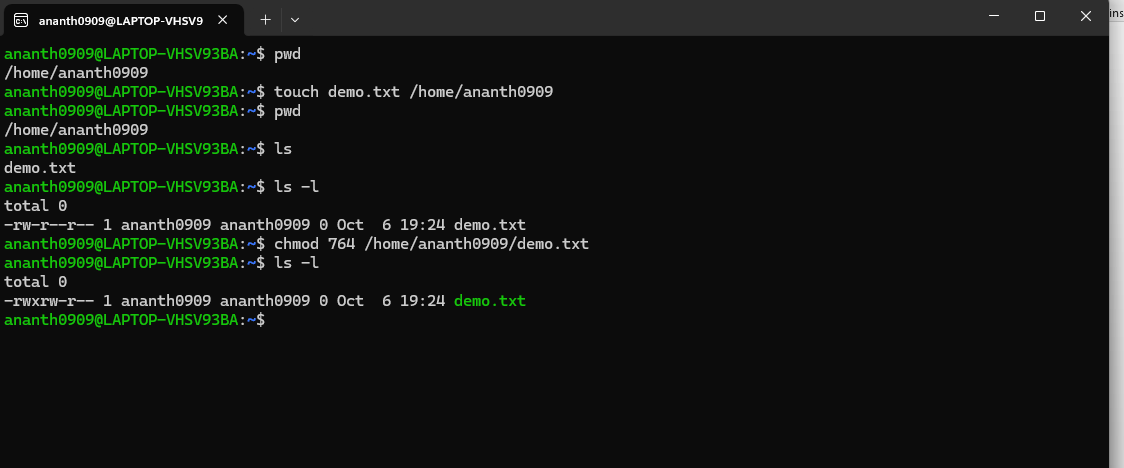 ananth0909@LAPTOP-VHSV9
ins
ananth0909@LAPTOP-VHSV93BA:~$ pwd
/home/ananth0909
ananth0909@LAPTOP-VHSV93BA:~$ touch demo.txt /home/ananth0909
ananth0909@LAPTOP-VHSV93BA:~$ pwd
/home/ananth0909
ananth0909@LAPTOP-VHSV93BA:~$ ls
demo.txt
ananth0909@LAPTOP-VHSV93BA:~$ ls -l
total 0
-rw-r--r-- 1 ananth0909 ananth0909 0 Oct  6 19:24 demo.txt
ananth0909@LAPTOP-VHSV93BA:~$ chmod 764 /home/ananth0909/demo.txt
ananth0909@LAPTOP-VHSV93BA:~$ ls -l
total 0
-rwxrw-r-- 1 ananth0909 ananth0909 0 Oct  6 19:24 demo.txt
ananth0909@LAPTOP-VHSV93BA:~$